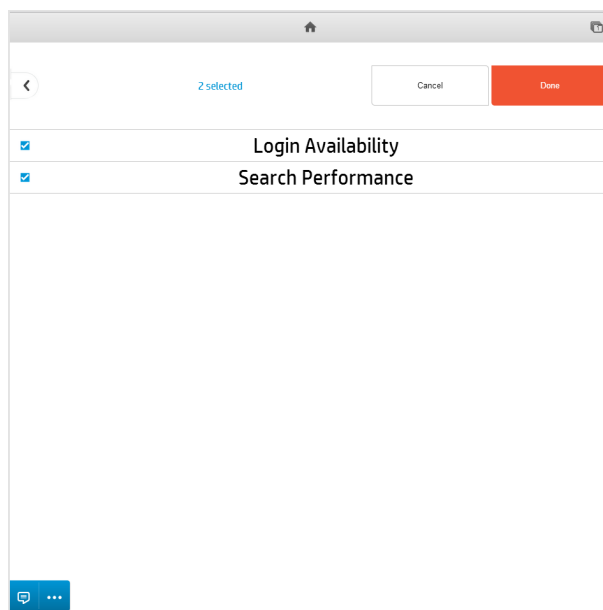 2 selected
Cancel
Done
Login Availability
Search Performance